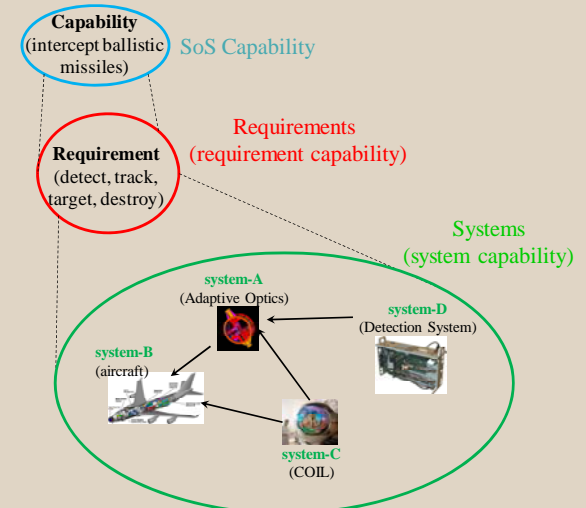 Capability
(intercept ballistic
missiles)
SoS Capability
Requirements
(requirement capability)
Requirement
(detect, track,
target, destroy)
Systems
(system capability)
system-A
(Adaptive Optics)
system-D
(Detection System)
system-B
(aircraft)
system-C
(COIL)